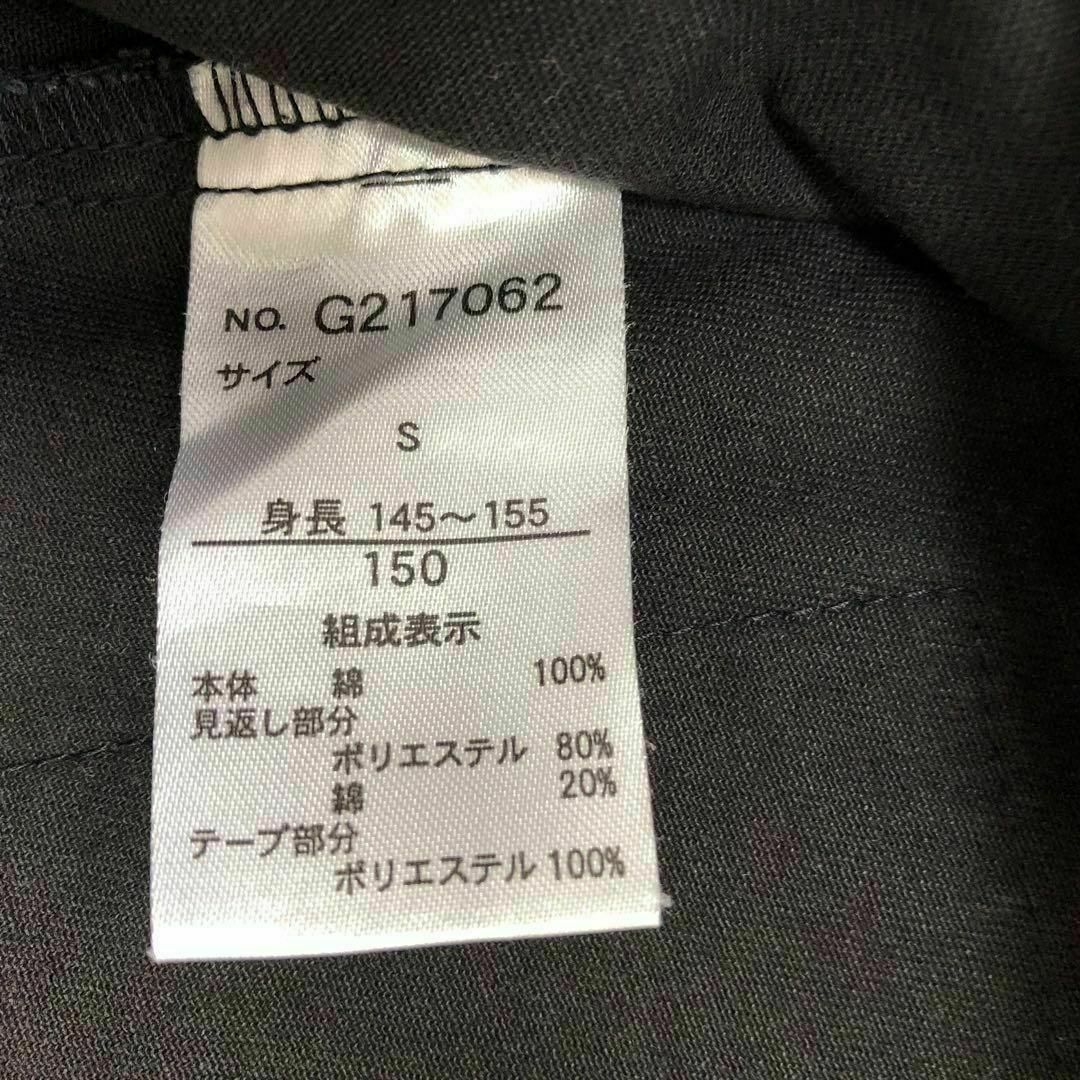 NO. G217062
サイズ
S
身長 145～155
150
組成表示
本体 綿 100%
見返し部分
ポリエステル 80%
綿 20%
テープ部分
ポリエステル 100%